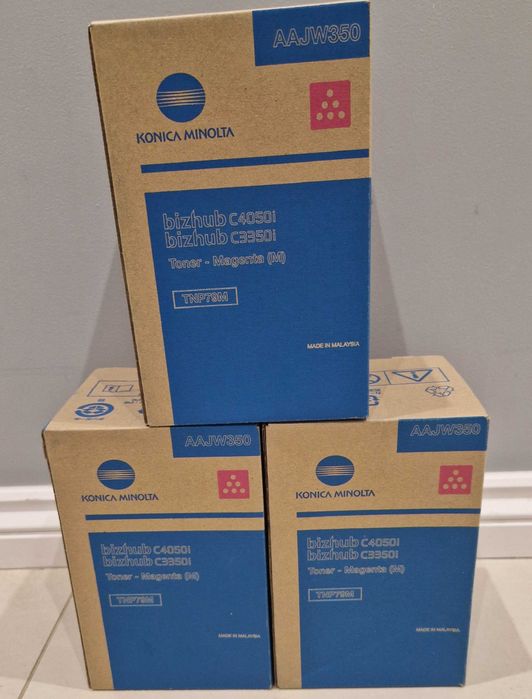 AAJW350
KONICA MINOLTA
bizhub C4050i
bizhub C3350i
Toner - Magenta (M)
TNP79M
MADE IN MALAYSIA
AAJW350
KONICA MINOLTA
bizhub C4050i
bizhub C3350i
Toner - Magenta (M)
TNP79M
MADE IN MALAYSIA
AAJW350
KONICA MINOLTA
bizhub C4050i
bizhub C3350i
Toner - Magenta (M)
TNP79M
MADE IN MALAYSIA